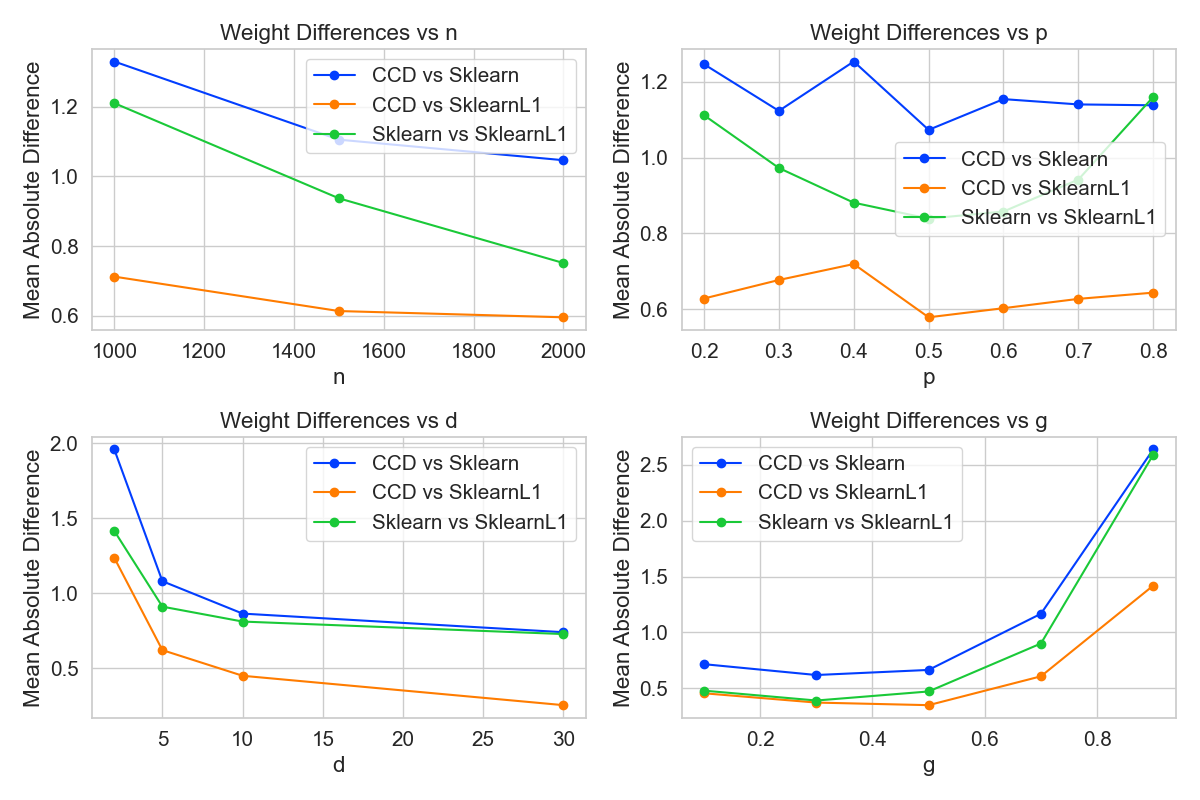 Weight Differences vs n
Mean Absolute Difference
1.2
1.0
0.8
0.6
CCD vs Sklearn
CCD vs SklearnL1
Sklearn vs SklearnL1
1000 1200 1400 1600 1800 2000
n
Weight Differences vs p
Mean Absolute Difference
1.2
1.0
0.8
0.6
CCD vs Sklearn
CCD vs SklearnL1
Sklearn vs SklearnL1
0.2 0.3 0.4 0.5 0.6 0.7 0.8
p
Weight Differences vs d
Mean Absolute Difference
2.0
1.5
1.0
0.5
CCD vs Sklearn
CCD vs SklearnL1
Sklearn vs SklearnL1
5 10 15 20 25 30
d
Weight Differences vs g
Mean Absolute Difference
2.5
2.0
1.5
1.0
0.5
CCD vs Sklearn
CCD vs SklearnL1
Sklearn vs SklearnL1
0.2 0.4 0.6 0.8
g